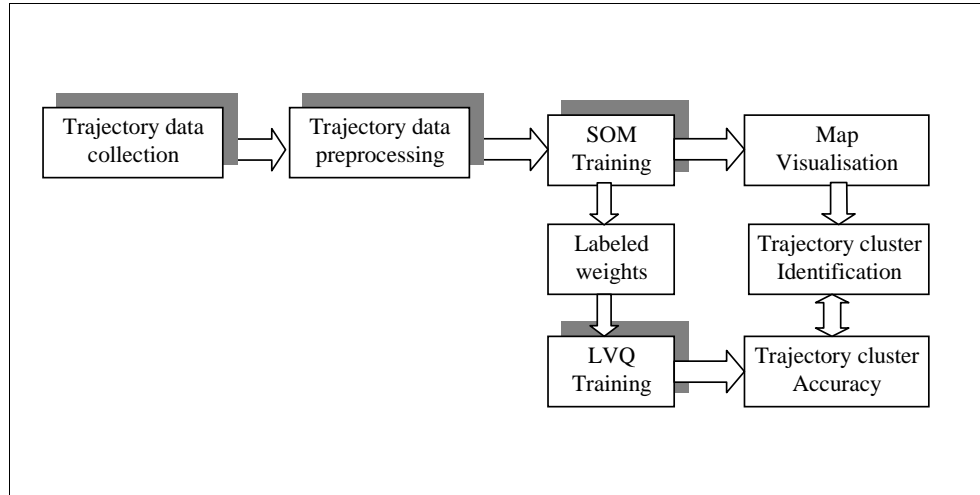 Trajectory data
collection
Trajectory data
preprocessing
SOM
Training
Map
Visualisation
Labeled
weights
Trajectory cluster
Identification
LVQ
Training
Trajectory cluster
Accuracy